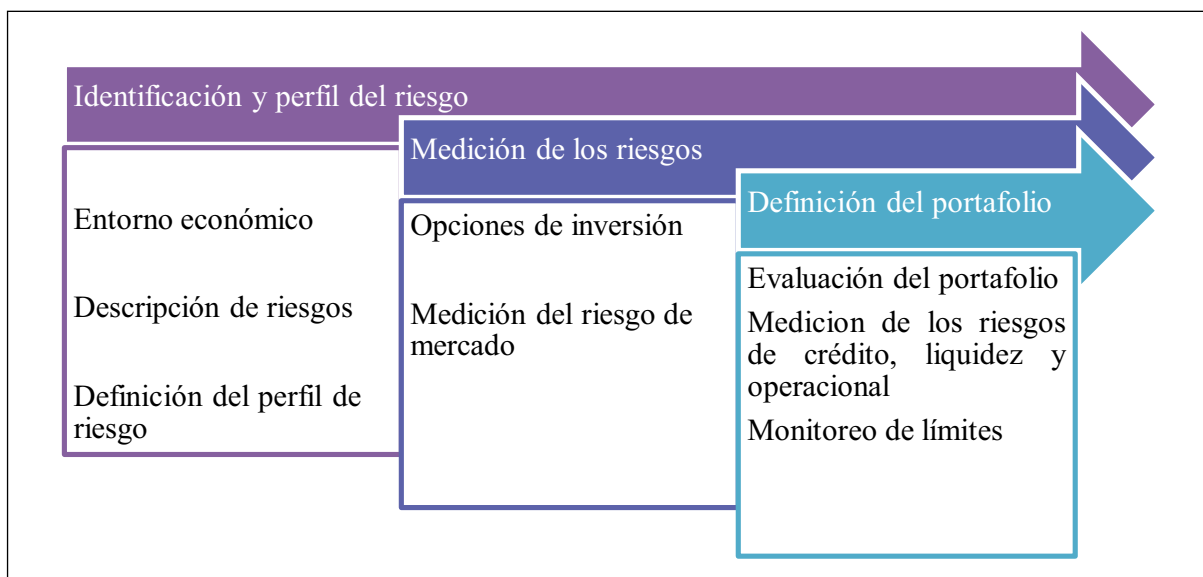 Identificación y perfil del riesgo
Entorno económico
Descripción de riesgos
Definición del perfil de
riesgo
Medición de los riesgos
Opciones de inversión
Medición del riesgo de
mercado
Definición del portafolio
Evaluación del portafolio
Medicion de los riesgos
de crédito, liquidez y
operacional
Monitoreo de límites